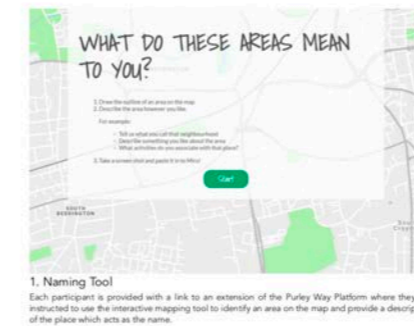 WHAT DO THESE AREAS MEAN
TO YOU?
1. Draw the outline of an area on the map
2. Describe the area however you like
For example:
- Tell us what you call that neighbourhood
- Describe something you like about the area
- What activities do you associate with that place?
3. Take a screen shot and paste it in to Miro!
Start
SOUTH
BEDDINGTON
1. Naming Tool
Each participant is provided with a link to an extension of the Purley Way Platform where they
instructed to use the interactive mapping tool to identify an area on the map and provide a descrip
of the place which acts as the name.